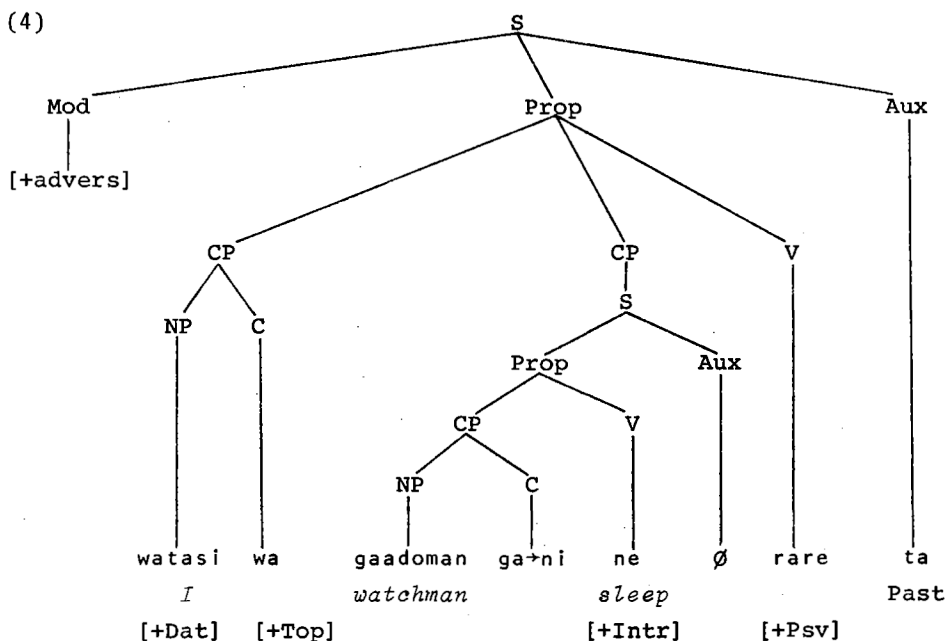 (4)
S
Mod Prop Aux
[+advers]
CP CP V
S
NP C
Prop Aux
CP V
NP C
watasi wa gaadoman ga→ni ne ∅ rare ta
I watchman sleep Past
[+Dat] [+Top] [+Intr] [+Psv]